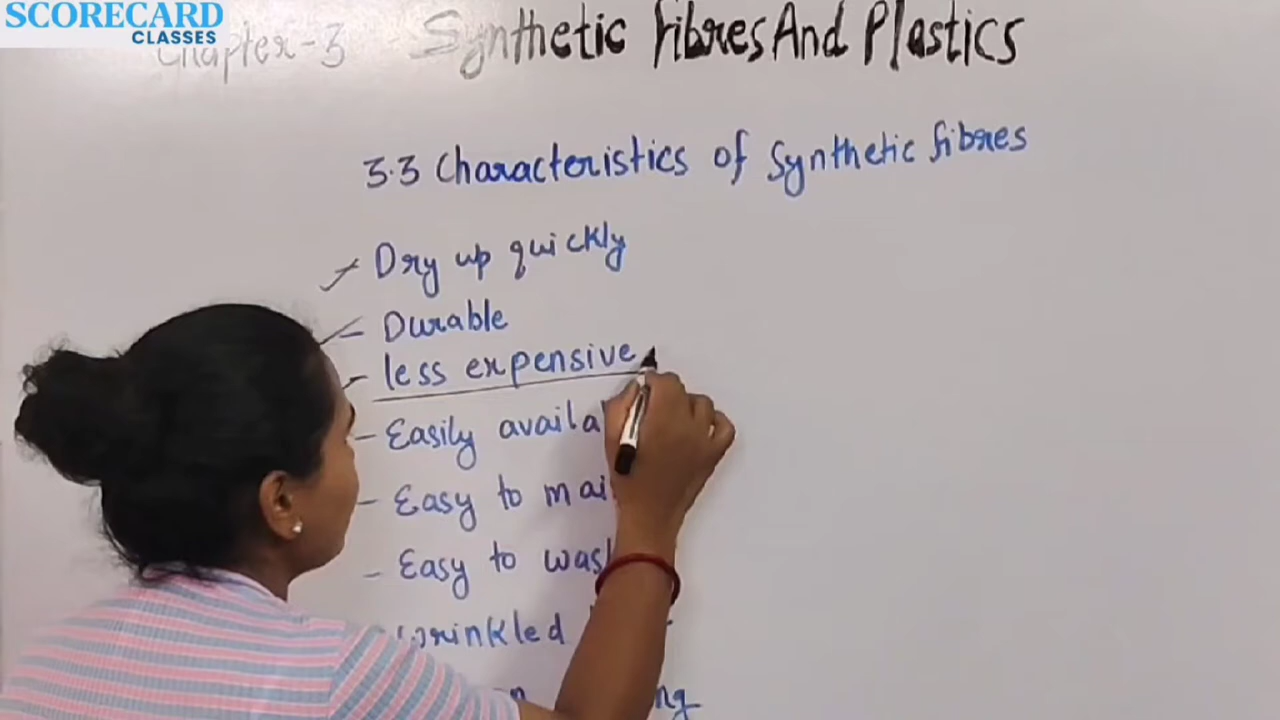 SCORECARD
CLASSES
Chapter-3 Synthetic fibres And Plastics
3.3 Characteristics of Synthetic fibres
Dry up quickly
- Durable
- less expensive
- Easily availa
- Easy to mai
- Easy to was
wrinkled